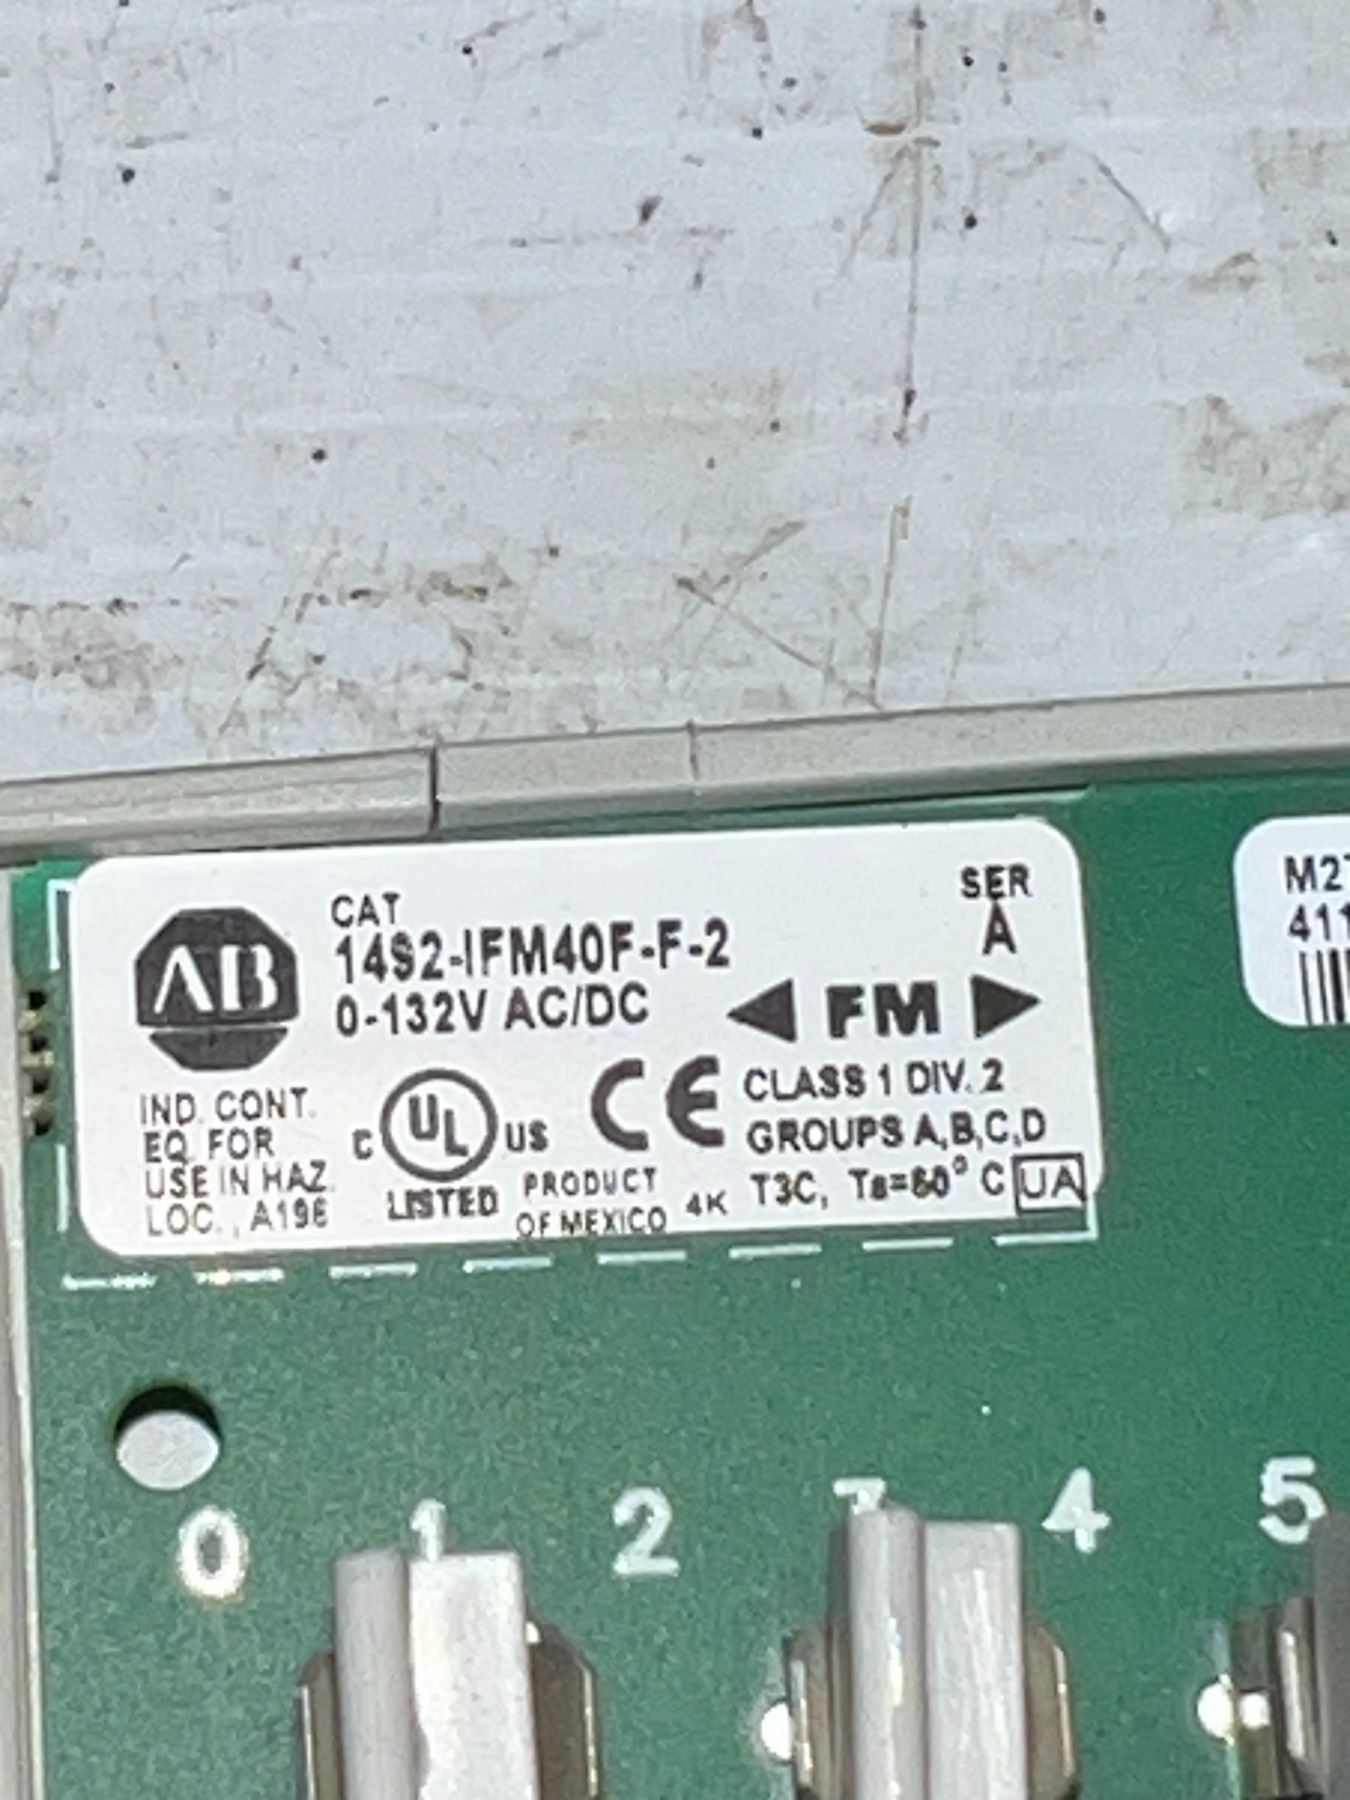 AB
CAT
1492-IFM40F-F-2
0-132V AC/DC
SER
A
FM
IND. CONT.
EQ. FOR
USE IN HAZ.
LOC., A196
C UL US
LISTED
PRODUCT
OF MEXICO
CE
4K
CLASS 1 DIV. 2
GROUPS A,B,C,D
T3C, Ta=60° C UA
M2
411
0 1 2 3 4 5